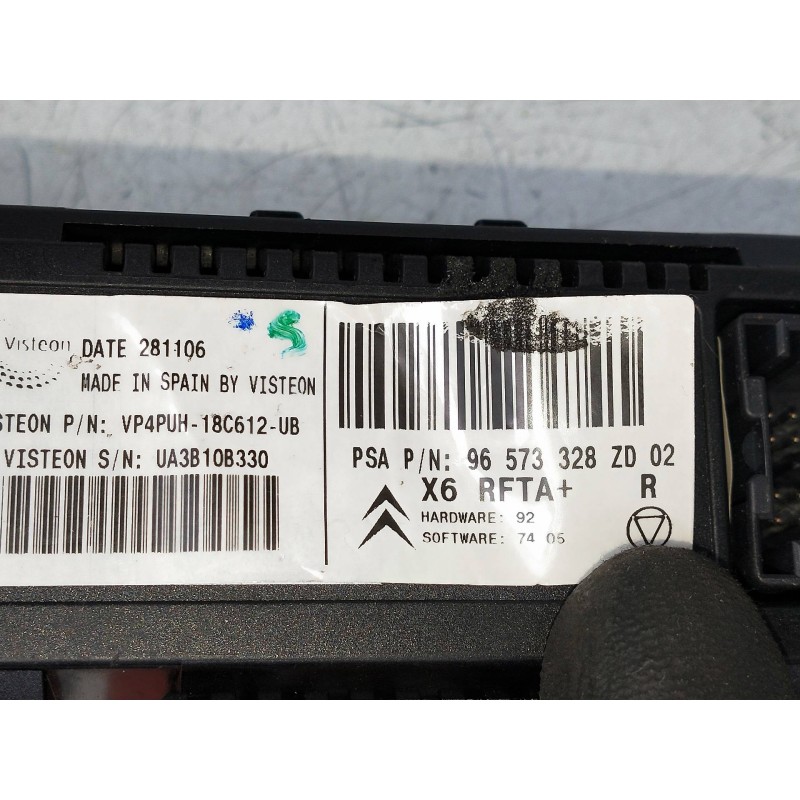 Visteon DATE 281106
MADE IN SPAIN BY VISTEON
STEON P/N: VP4PUH-18C612-UB
VISTEON S/N: UA3B10B330
PSA P/N: 96 573 328 ZD 02
X6 RFTA+ R
HARDWARE: 92
SOFTWARE: 74 05